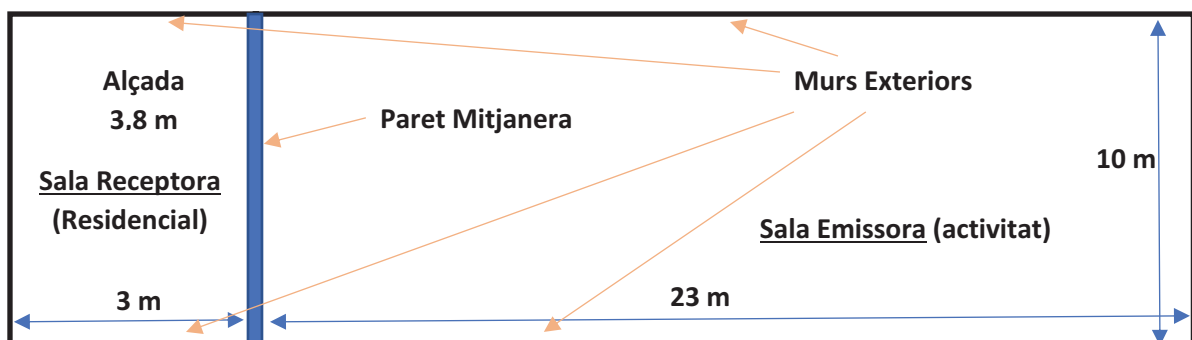 Alçada
3,8 m
Sala Receptora
(Residencial)
3 m
Paret Mitjanera
Murs Exteriors
10 m
Sala Emissora (activitat)
23 m